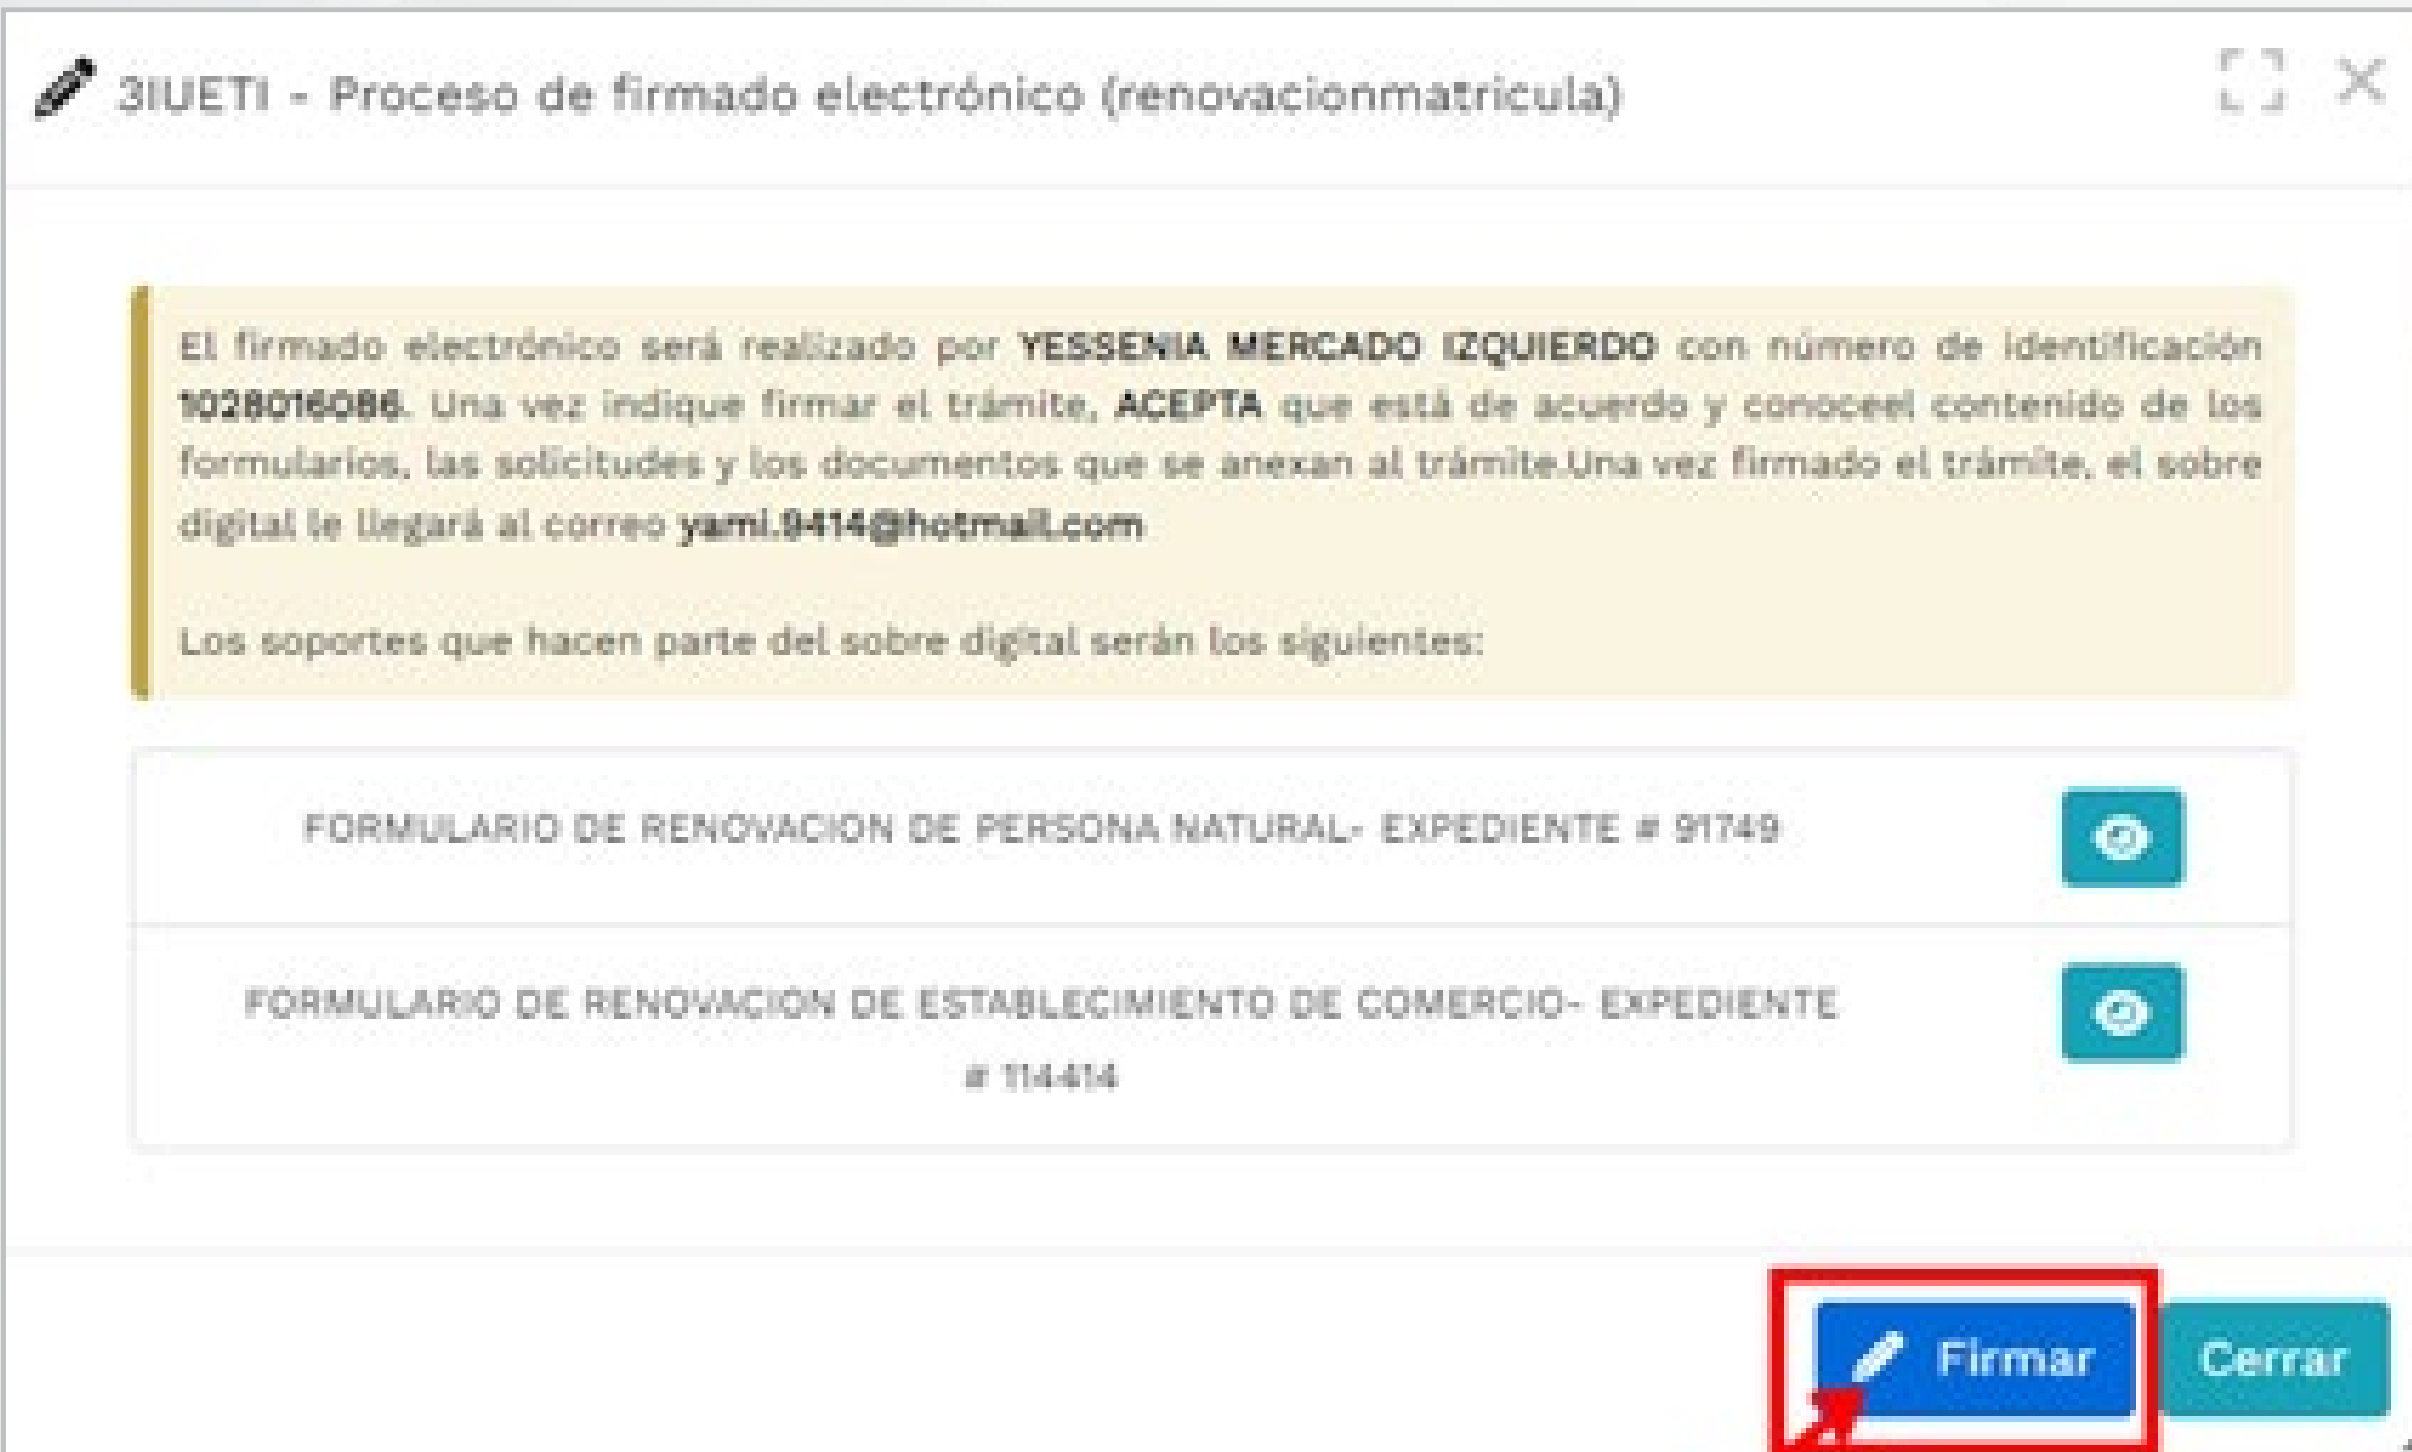 3IUETI - Proceso de firmado electrónico (renovacionmatricula)
El firmado electrónico será realizado por YESSENIA MERCADO IZQUIERDO con número de identificación
1028016086. Una vez indique firmar el trámite, ACEPTA que está de acuerdo y conoceel contenido de los
formularios, las solicitudes y los documentos que se anexan al trámite.Una vez firmado el trámite, el sobre
digital le llegará al correo yami.9414@hotmail.com
Los soportes que hacen parte del sobre digital serán los siguientes:
FORMULARIO DE RENOVACION DE PERSONA NATURAL- EXPEDIENTE # 91749
FORMULARIO DE RENOVACION DE ESTABLECIMIENTO DE COMERCIO- EXPEDIENTE
# 114414
Firmar
Cerrar